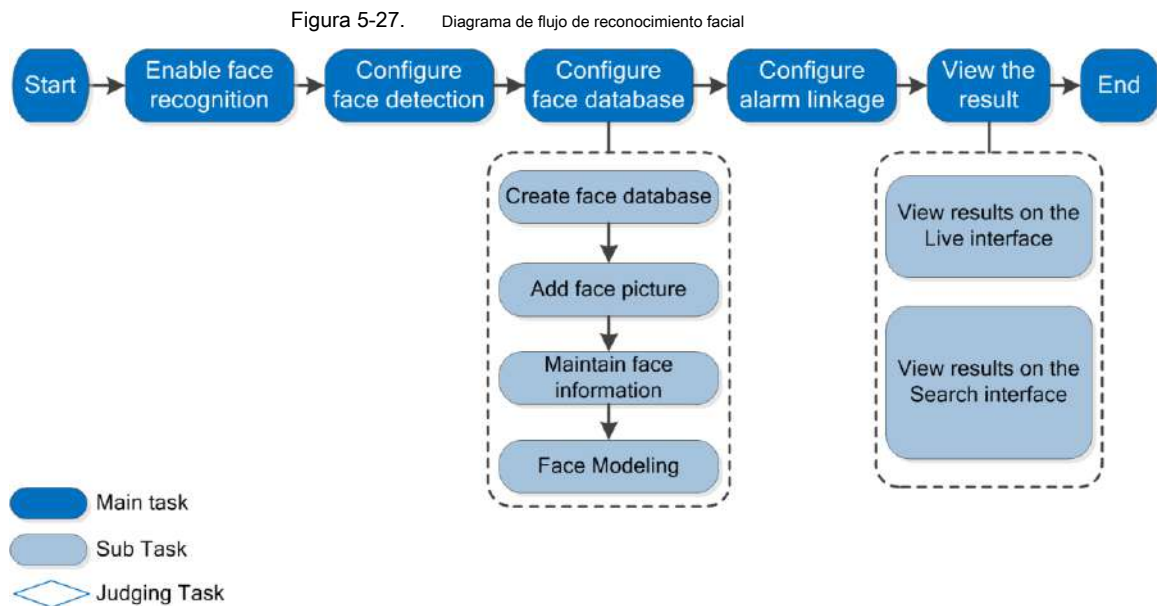 Figura 5-27. Diagrama de flujo de reconocimiento facial
Start
Enable face
recognition
Configure
face detection
Configure
face database
Configure
alarm linkage
View the
result
End
Create face database
Add face picture
Maintain face
information
Face Modeling
View results on the
Live interface
View results on the
Search interface
Main task
Sub Task
Judging Task